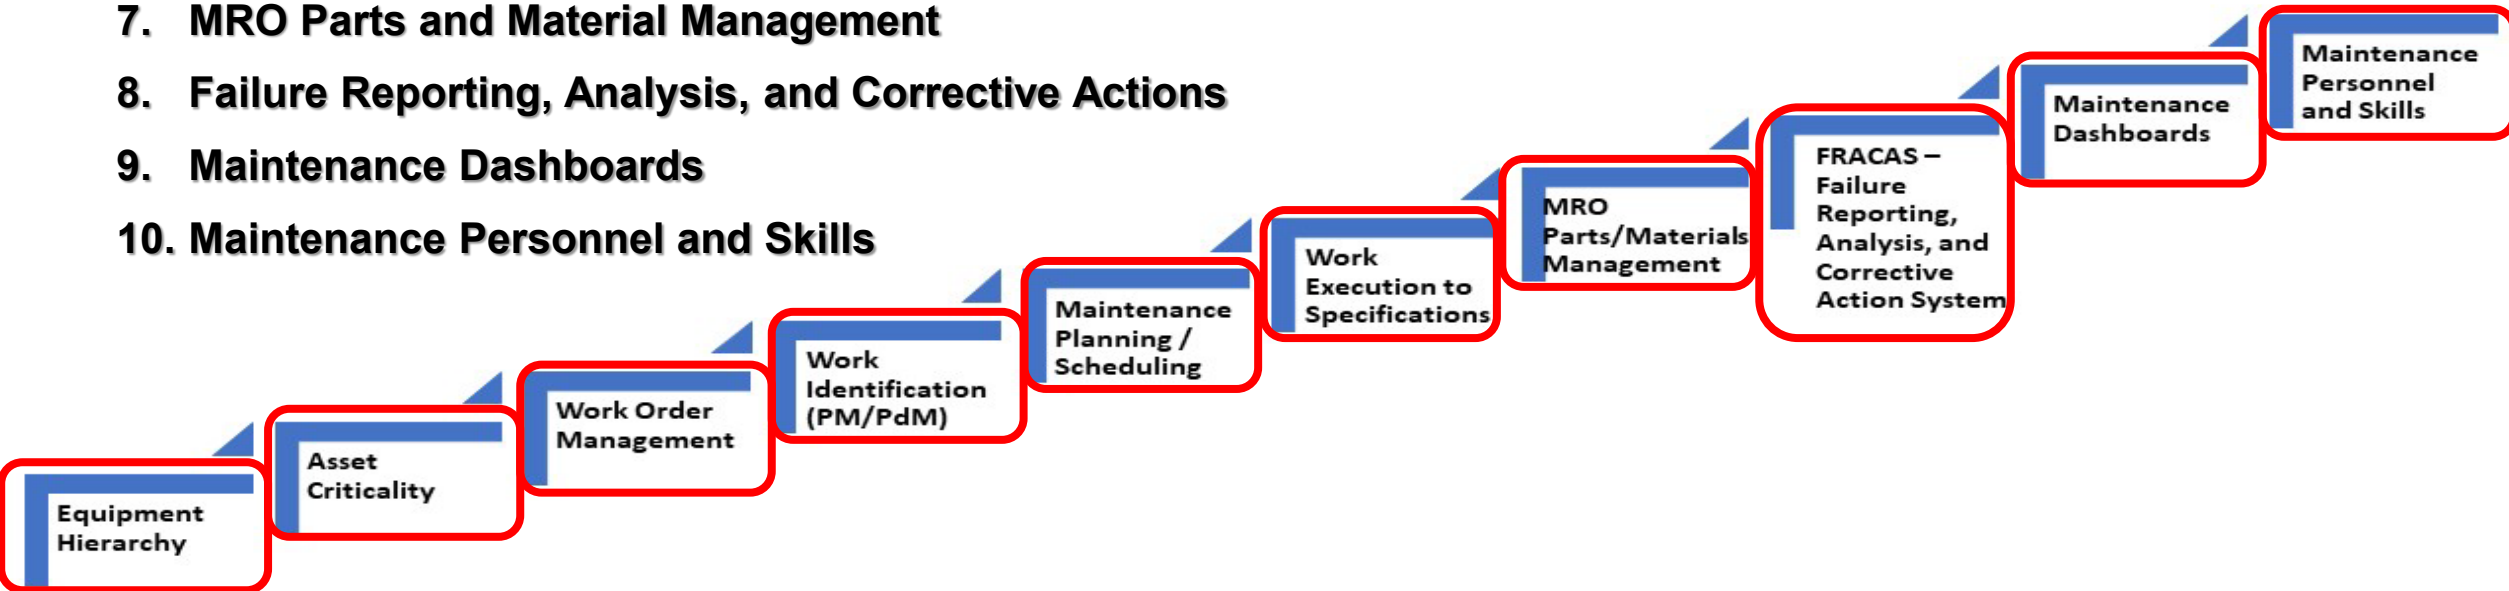 7. MRO Parts and Material Management
8. Failure Reporting, Analysis, and Corrective Actions
9. Maintenance Dashboards
10. Maintenance Personnel and Skills
Equipment
Hierarchy
Asset
Criticality
Work Order
Management
Work
Identification
(PM/PdM)
Maintenance
Planning /
Scheduling
Work
Execution to
Specifications
MRO
Parts/Materials
Management
FRACAS –
Failure
Reporting,
Analysis, and
Corrective
Action System
Maintenance
Dashboards
Maintenance
Personnel
and Skills